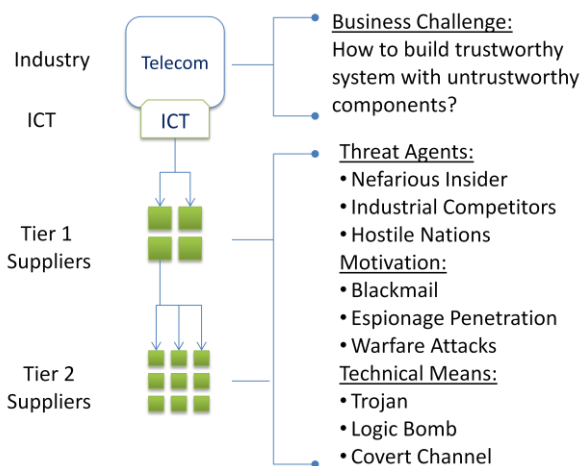 Industry
Telecom
ICT
ICT
Tier 1
Suppliers
Tier 2
Suppliers
Business Challenge:
How to build trustworthy
system with untrustworthy
components?
Threat Agents:
• Nefarious Insider
• Industrial Competitors
• Hostile Nations
Motivation:
• Blackmail
• Espionage Penetration
• Warfare Attacks
Technical Means:
• Trojan
• Logic Bomb
• Covert Channel